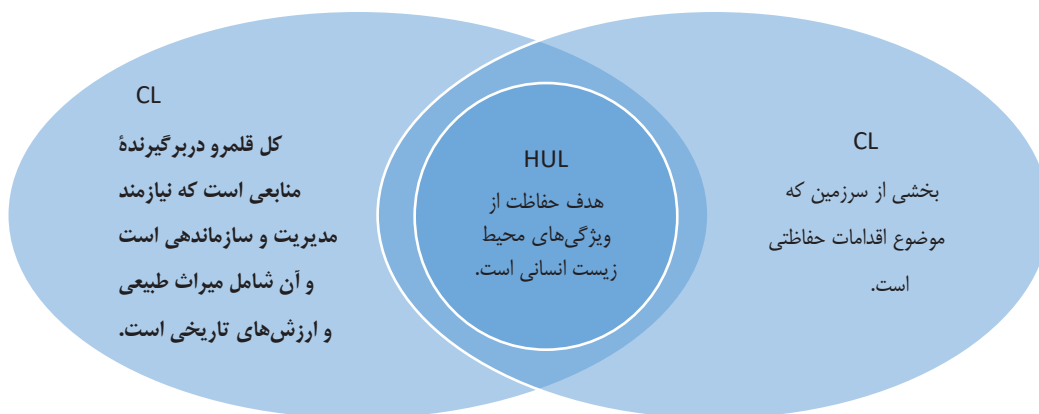 CL
بخشی از سرزمین که
موضوع اقدامات حفاظتی
است.
HUL
هدف حفاظت از
ویژگی‌های محیط
زیست انسانی است.
CL
کل قلمرو دربرگیرندۀ
منابعی است که نیازمند
مدیریت و سازماندهی است
و آن شامل میراث طبیعی
و ارزش‌های تاریخی است.